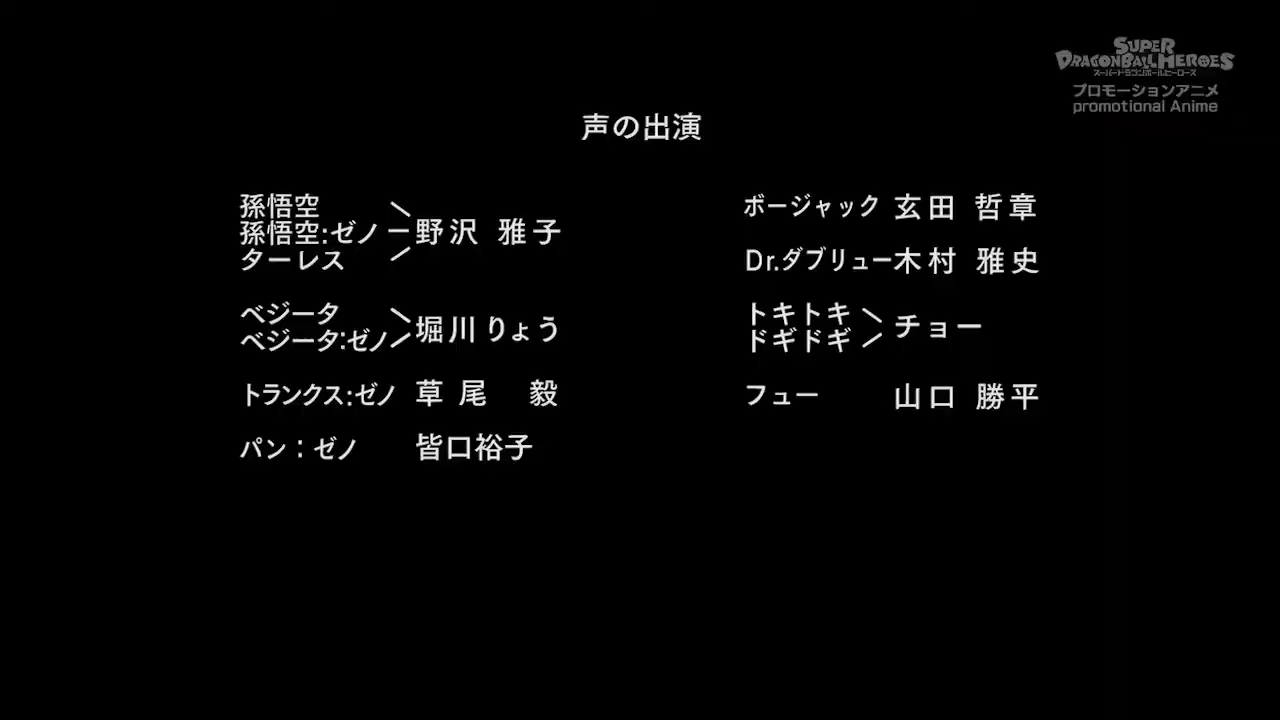 SUPER
DRAGONBALL HEROES
スーパードラゴンボールヒーローズ
プロモーションアニメ
promotional Anime
声の出演
孫悟空
孫悟空:ゼノ
ターレス
野沢 雅子
ベジータ
ベジータ:ゼノ
堀川 りょう
トランクス:ゼノ 草尾 毅
パン:ゼノ 皆口裕子
ボージャック 玄田 哲章
Dr.ダブリュー 木村 雅史
トキトキ
ドギドギ
チョー
フュー 山口 勝平